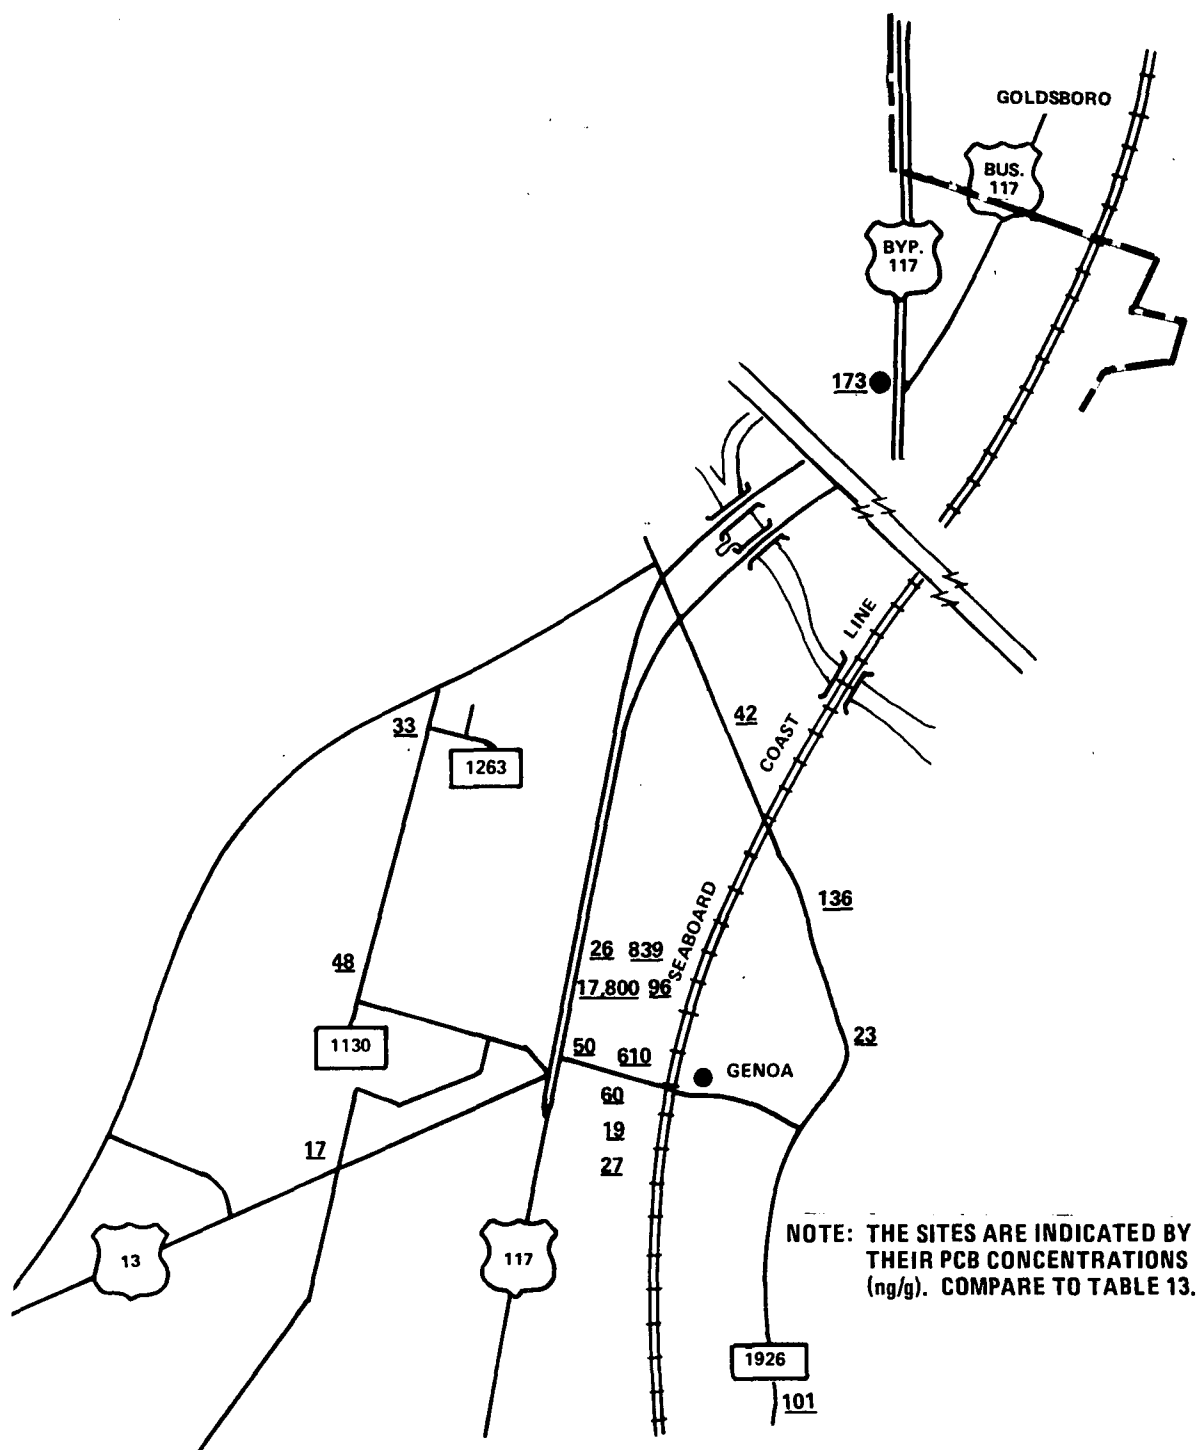 GOLDSBORO
BUS.
117
BYP.
117
173
LINE
42
COAST
33
1263
136
SEABOARD
26 839
48
17,800 96
23
50
610
1130
GENOA
60
19
17
27
NOTE: THE SITES ARE INDICATED BY
THEIR PCB CONCENTRATIONS
(ng/g). COMPARE TO TABLE 13.
13
117
1926
101